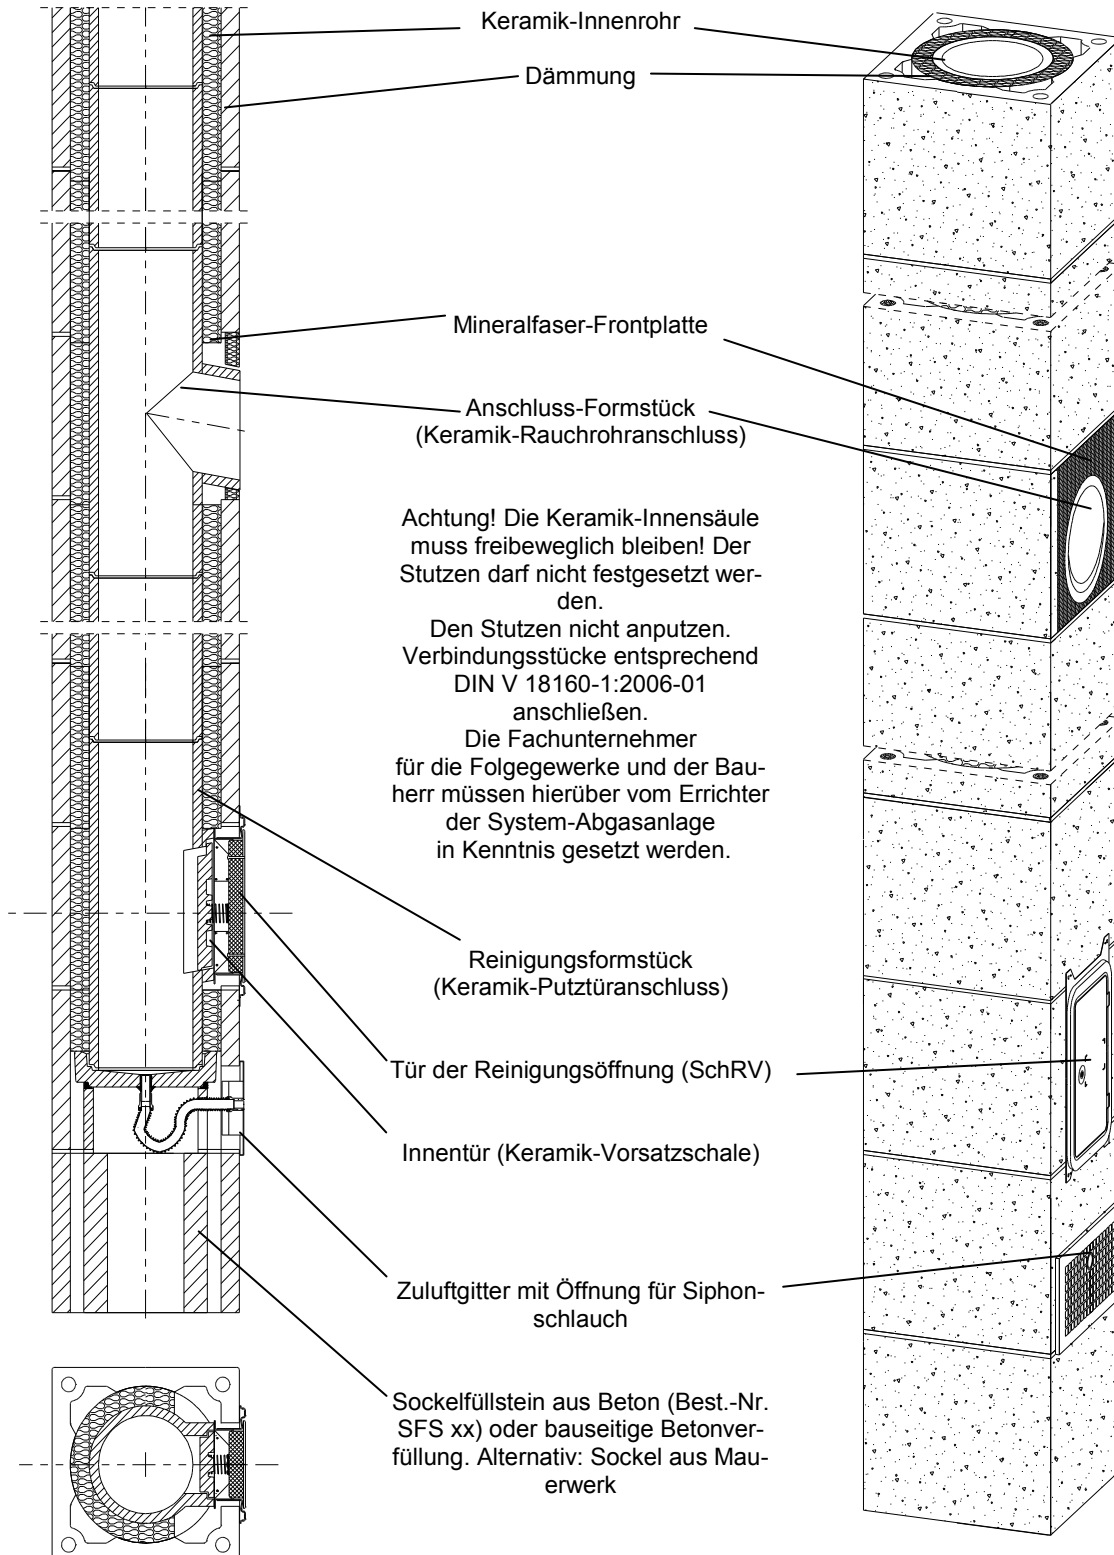 Keramik-Innenrohr
Dämmung
Mineralfaser-Frontplatte
Anschluss-Formstück
(Keramik-Rauchrohranschluss)
Achtung! Die Keramik-Innensäule
muss freibeweglich bleiben! Der
Stutzen darf nicht festgesetzt wer-
den.
Den Stutzen nicht anputzen.
Verbindungsstücke entsprechend
DIN V 18160-1:2006-01
anschließen.
Die Fachunternehmer
für die Folgegewerke und der Bau-
herr müssen hierüber vom Errichter
der System-Abgasanlage
in Kenntnis gesetzt werden.
Reinigungsformstück
(Keramik-Putztüranschluss)
Tür der Reinigungsöffnung (SchRV)
Innentür (Keramik-Vorsatzschale)
Zuluftgitter mit Öffnung für Siphon-
schlauch
Sockelfüllstein aus Beton (Best.-Nr.
SFS xx) oder bauseitige Betonver-
füllung. Alternativ: Sockel aus Mau-
erwerk